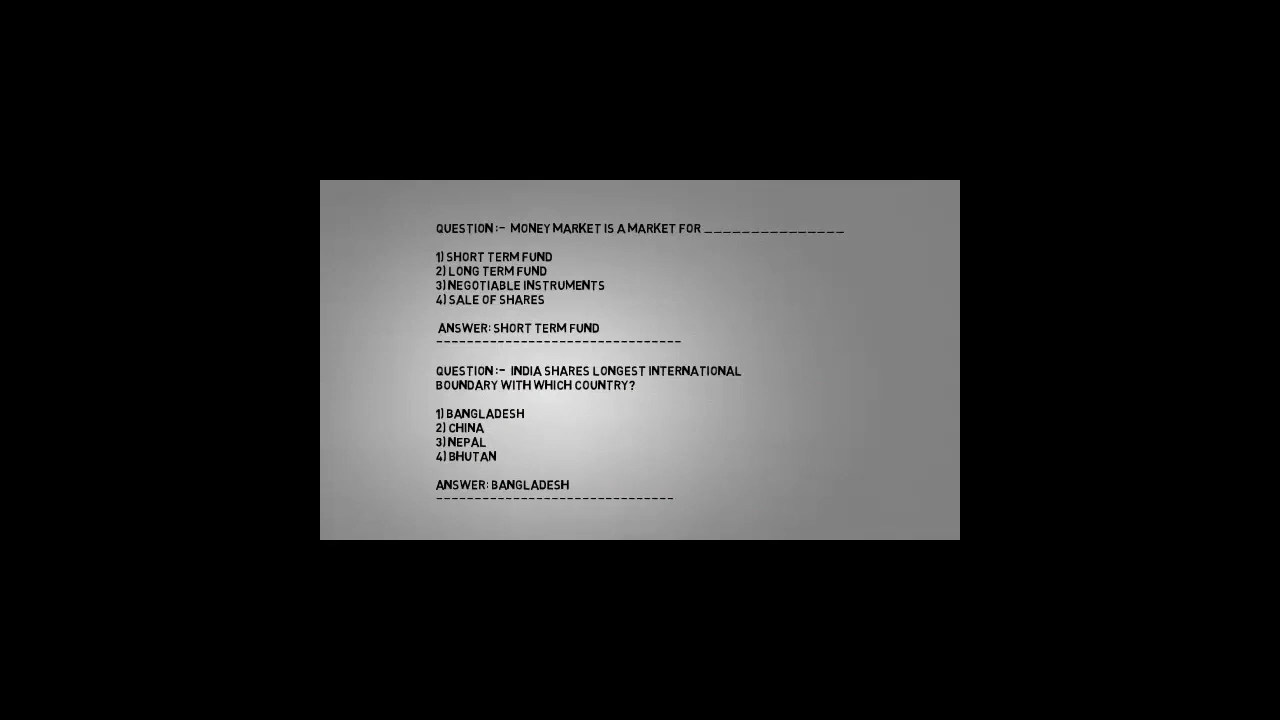 QUESTION :- MONEY MARKET IS A MARKET FOR _______________
1) SHORT TERM FUND
2) LONG TERM FUND
3) NEGOTIABLE INSTRUMENTS
4) SALE OF SHARES
ANSWER: SHORT TERM FUND
--------------------------------
QUESTION :- INDIA SHARES LONGEST INTERNATIONAL
BOUNDARY WITH WHICH COUNTRY?
1) BANGLADESH
2) CHINA
3) NEPAL
4) BHUTAN
ANSWER: BANGLADESH
-------------------------------